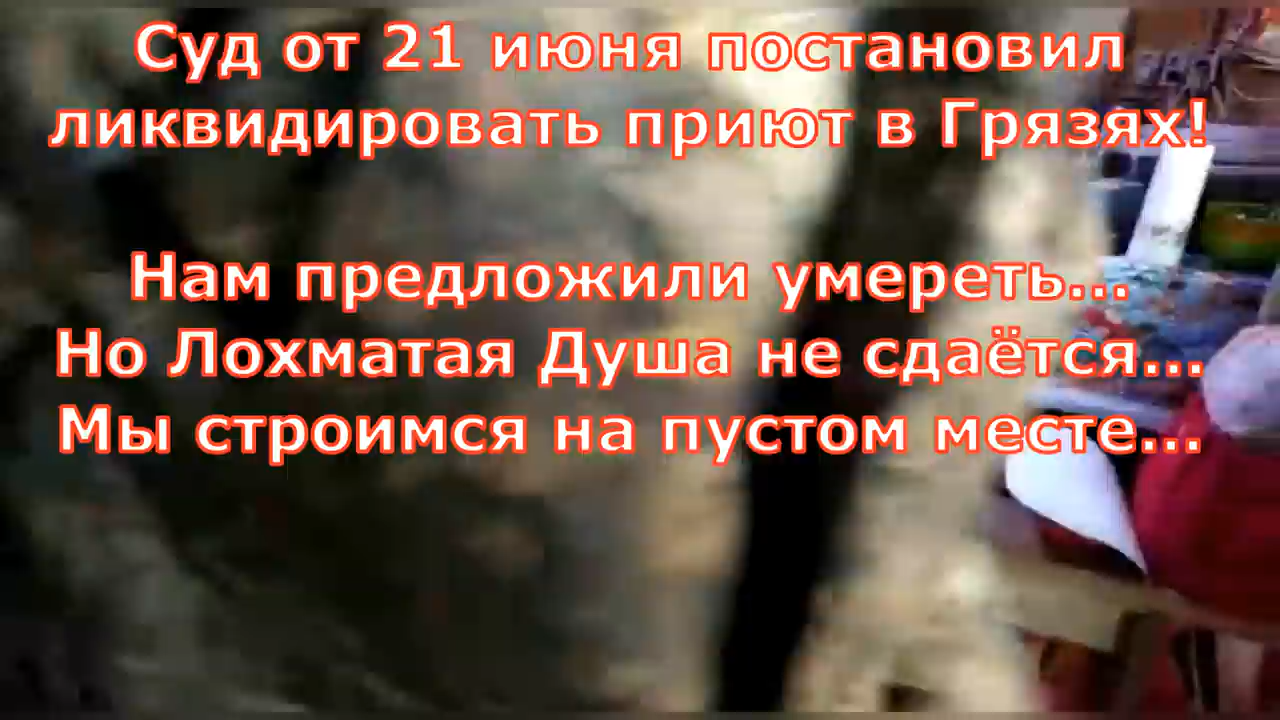 Суд от 21 июня постановил
ликвидировать приют в Грязях!
Нам предложили умереть...
Но Лохматая Душа не сдаётся...
Мы строимся на пустом месте...